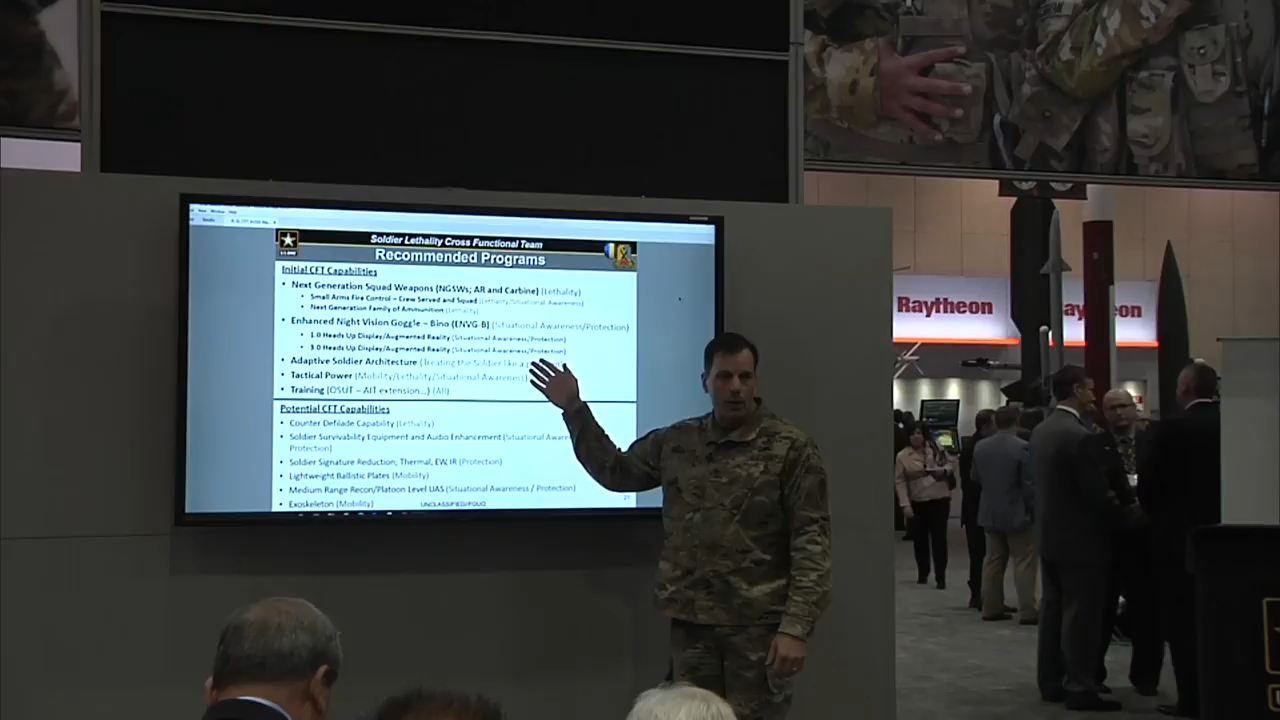 Soldier Lethality Cross Functional Team
Recommended Programs
Initial CFT Capabilities
• Next Generation Squad Weapons (NGSWs; AR and Carbine) (Lethality)
• Small Arms Fire Control – Crew Served and Squad (Lethality/Situational Awareness)
• Next Generation Family of Ammunition (Lethality)
• Enhanced Night Vision Goggle – Bino (ENVG-B) (Situational Awareness/Protection)
• 1.0 Heads Up Display/Augmented Reality (Situational Awareness/Protection)
• 3.0 Heads Up Display/Augmented Reality (Situational Awareness/Protection)
• Adaptive Soldier Architecture (Treating the Soldier like a
• Tactical Power (Mobility/Lethality/Situational Awareness)
• Training (OSUT – AIT extension…) (All)
Potential CFT Capabilities
• Counter Defilade Capability (Lethality)
• Soldier Survivability Equipment and Audio Enhancement (Situational
Protection)
• Soldier Signature Reduction; Thermal, EW, IR (Protection)
• Lightweight Ballistic Plates (Mobility)
• Medium Range Recon/Platoon Level UAS (Situational Awareness / Protection)
• Exoskeleton (Mobility)
UNCLASSIFIED//FOUO
Raytheon